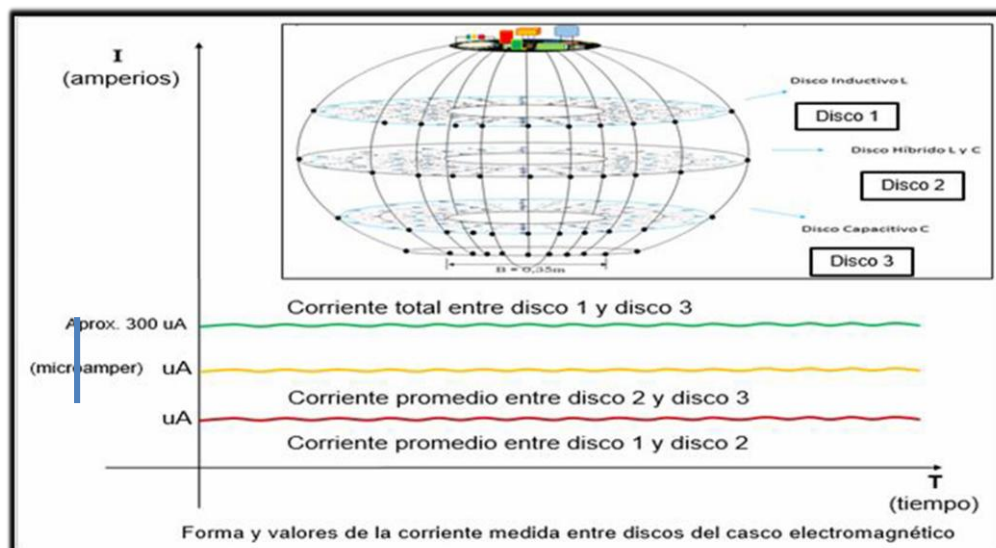 I
(amperios)
Disco Inductivo L
Disco 1
Disco Híbrido L y C
Disco 2
Disco Capacitivo C
Disco 3
B = 0,35m
Corriente total entre disco 1 y disco 3
Aprox. 300 uA
(microamper) uA
Corriente promedio entre disco 2 y disco 3
uA
Corriente promedio entre disco 1 y disco 2
T
(tiempo)
Forma y valores de la corriente medida entre discos del casco electromagnético